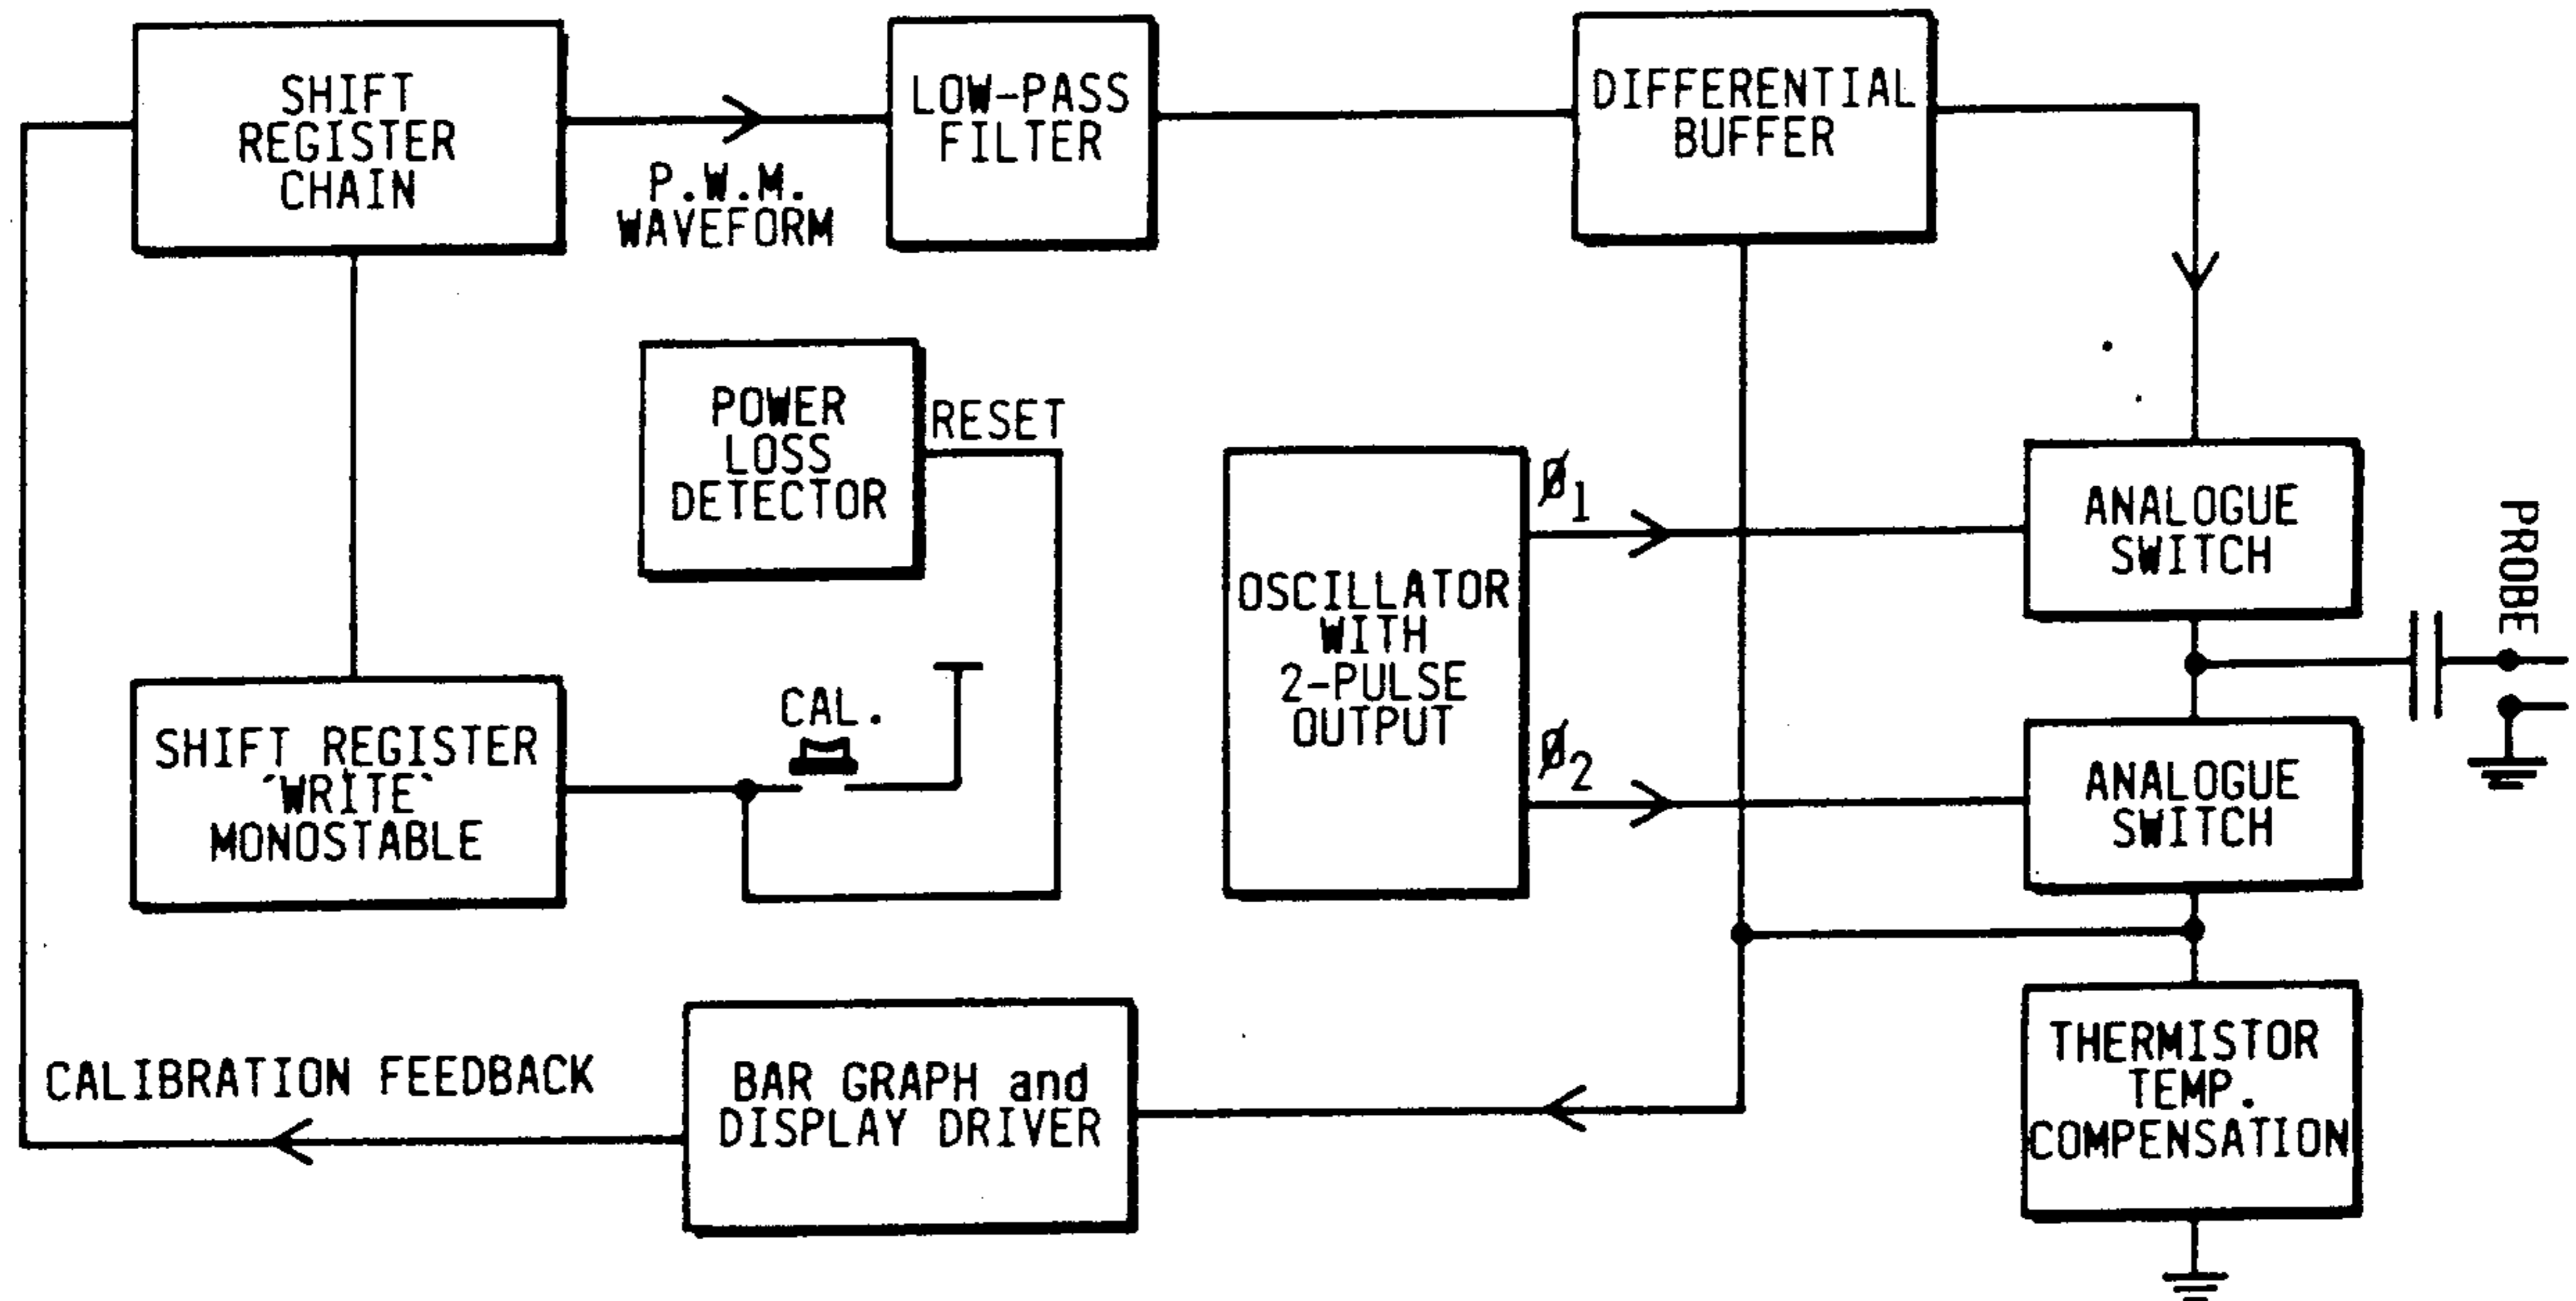 SHIFT
REGISTER
CHAIN
P.W.M.
WAVEFORM
LOW-PASS
FILTER
DIFFERENTIAL
BUFFER
POWER
LOSS
DETECTOR
RESET
OSCILLATOR
WITH
2-PULSE
OUTPUT
Ø1
Ø2
ANALOGUE
SWITCH
PROBE
ANALOGUE
SWITCH
SHIFT REGISTER
´WRITE`
MONOSTABLE
CAL.
CALIBRATION FEEDBACK
BAR GRAPH and
DISPLAY DRIVER
THERMISTOR
TEMP.
COMPENSATION